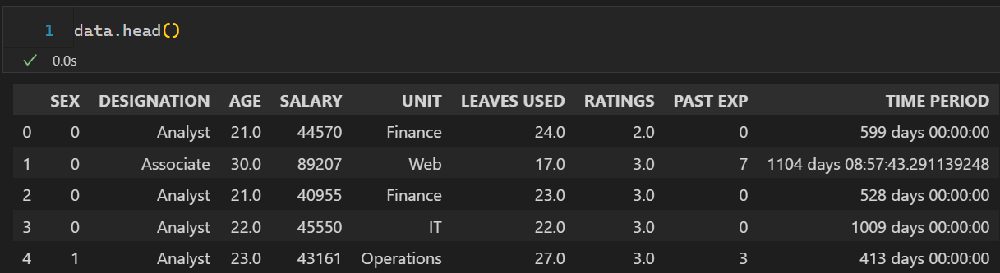 1 data.head()
0.0s
SEX DESIGNATION AGE SALARY UNIT LEAVES USED RATINGS PAST EXP TIME PERIOD
0 0 Analyst 21.0 44570 Finance 24.0 2.0 0 599 days 00:00:00
1 0 Associate 30.0 89207 Web 17.0 3.0 7 1104 days 08:57:43.291139248
2 0 Analyst 21.0 40955 Finance 23.0 3.0 0 528 days 00:00:00
3 0 Analyst 22.0 45550 IT 22.0 3.0 0 1009 days 00:00:00
4 1 Analyst 23.0 43161 Operations 27.0 3.0 3 413 days 00:00:00